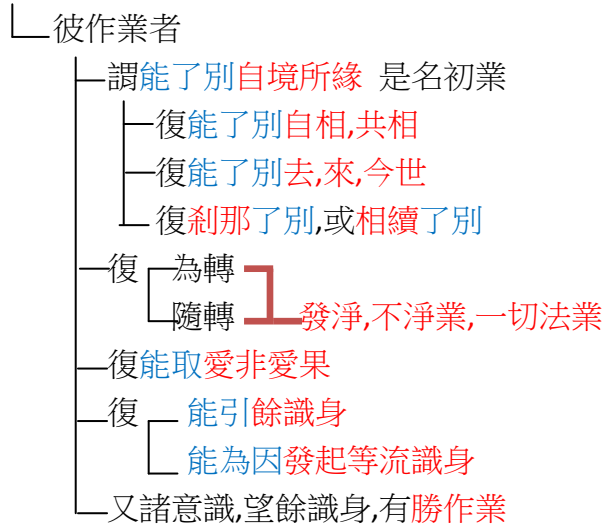 彼作業者
謂能了別自境所緣 是名初業
復能了別自相,共相
復能了別去,來,今世
復剎那了別,或相續了別
復 為轉
隨轉 發淨,不淨業,一切法業
復能取愛非愛果
復 能引餘識身
能為因發起等流識身
又諸意識,望餘識身,有勝作業